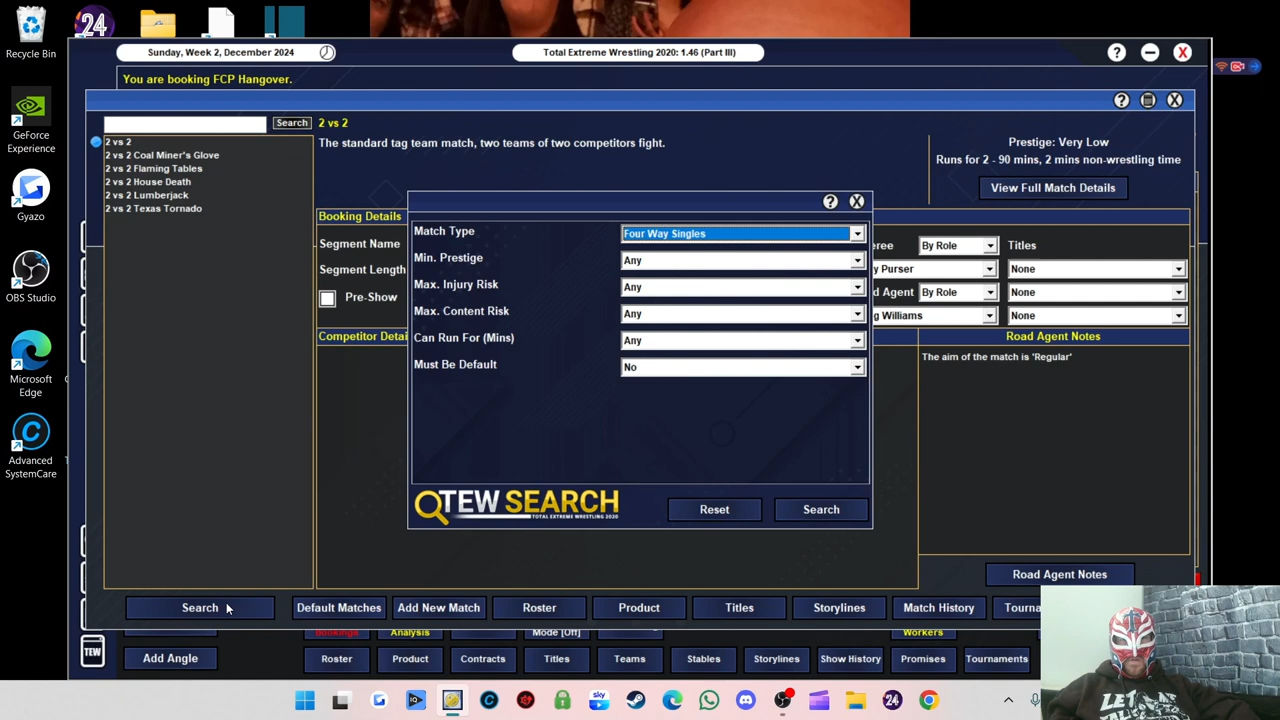 Recycle Bin
24
GeForce
Experience
Gyazo
OBS Studio
Microsoft
Edge
Advanced
SystemCare
Sunday, Week 2, December 2024
Total Extreme Wrestling 2020: 1.46 (Part III)
? X
You are booking FCP Hangover.
? X
Search
2 vs 2
2 vs 2
2 vs 2 Coal Miner's Glove
2 vs 2 Flaming Tables
2 vs 2 House Death
2 vs 2 Lumberjack
2 vs 2 Texas Tornado
The standard tag team match, two teams of two competitors fight.
Prestige: Very Low
Runs for 2 - 90 mins, 2 mins non-wrestling time
View Full Match Details
Booking Details
Segment Name
Segment Length
Pre-Show
Competitor Detai
? X
Match Type Four Way Singles
Min. Prestige Any
Max. Injury Risk Any
Max. Content Risk Any
Can Run For (Mins) Any
Must Be Default No
TEW SEARCH
TOTAL EXTREME WRESTLING 2020
Reset
Search
eree By Role Titles
y Purser None
d Agent By Role None
g Williams None
Road Agent Notes
The aim of the match is 'Regular'
Road Agent Notes
Search
Default Matches
Add New Match
Roster
Product
Titles
Storylines
Match History
Tourna
Bookings
Analysis
Mode [Off]
Workers
TEW
Add Angle
Roster
Product
Contracts
Titles
Teams
Stables
Storylines
Show History
Promises
Tournaments
sky
24